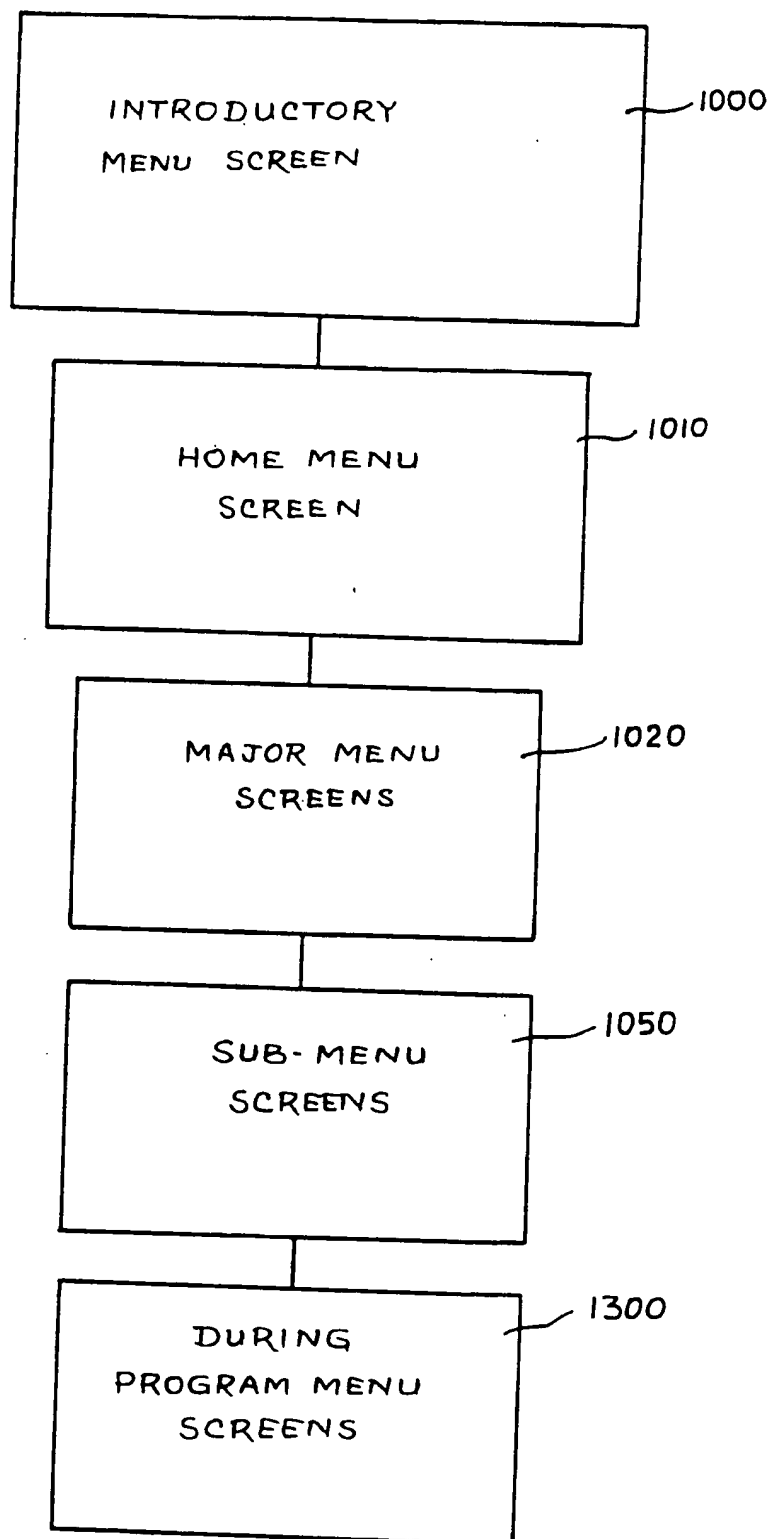 INTRODUCTORY
MENU SCREEN
1000
HOME MENU
SCREEN
1010
MAJOR MENU
SCREENS
1020
SUB-MENU
SCREENS
1050
DURING
PROGRAM MENU
SCREENS
1300